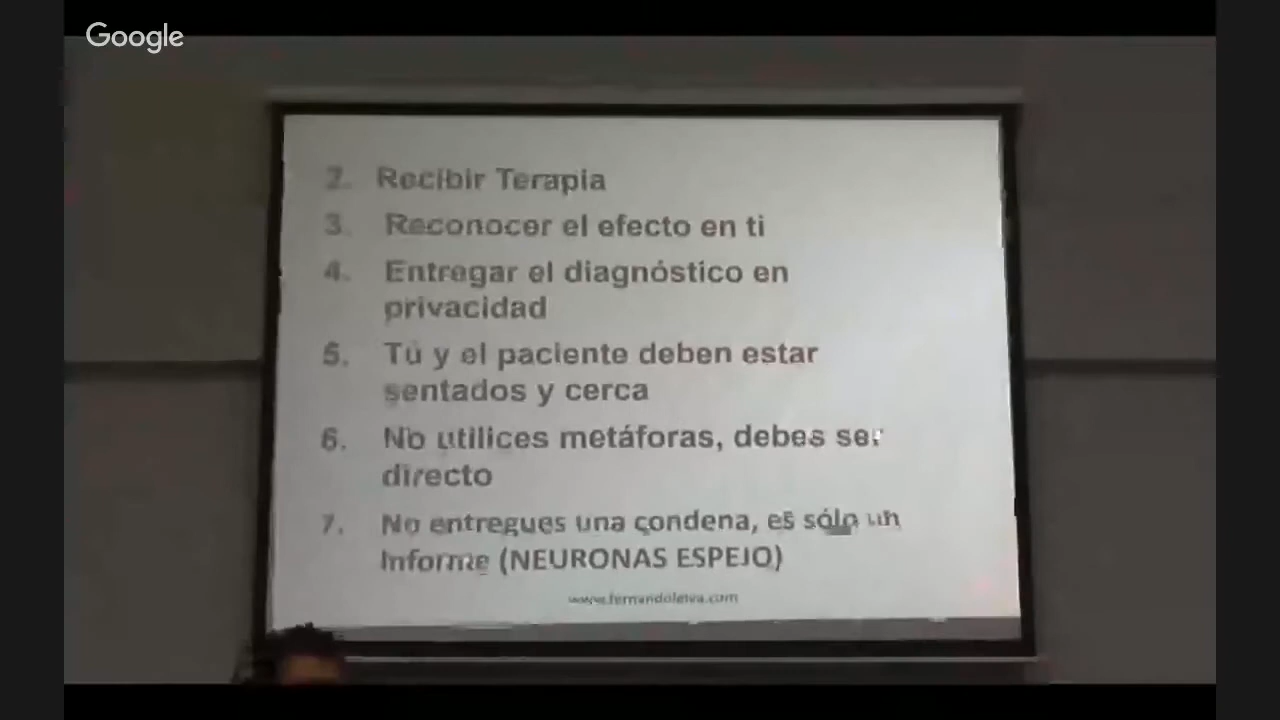 Google
2. Recibir Terapia
3. Reconocer el efecto en ti
4. Entregar el diagnóstico en
privacidad
5. Tú y el paciente deben estar
sentados y cerca
6. No utilices metáforas, debes ser
directo
7. No entregues una condena, es sólo un
Informe (NEURONAS ESPEJO)
www.fernandoleiva.com